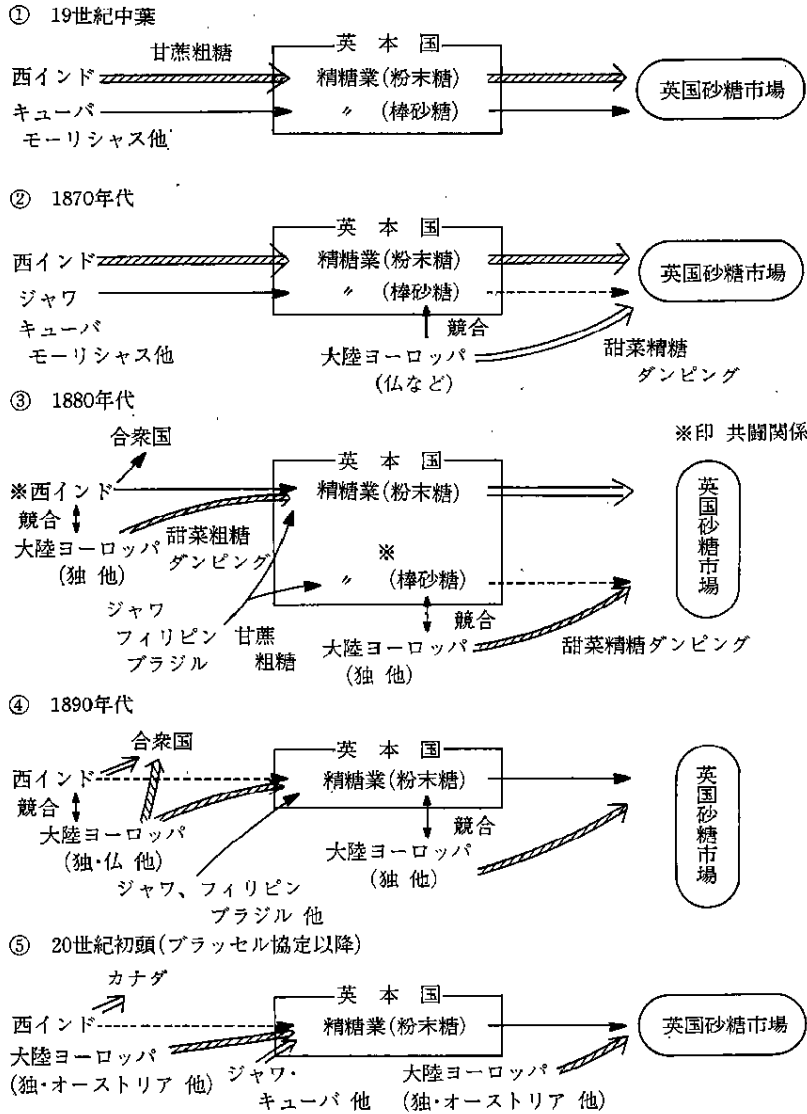 ① 19世紀中葉
英本国
甘蔗粗糖
西インド
精糖業(粉末糖)
英国砂糖市場
キューバ
〃 (棒砂糖)
モーリシャス他
② 1870年代
英本国
西インド
精糖業(粉末糖)
英国砂糖市場
ジャワ
〃 (棒砂糖)
キューバ
競合
モーリシャス他
大陸ヨーロッパ
甜菜精糖
(仏など)
ダンピング
③ 1880年代
合衆国
※印 共闘関係
英本国
※西インド
精糖業(粉末糖)
英国砂糖市場
競合
甜菜粗糖
大陸ヨーロッパ
ダンピング
※
(独 他)
〃 (棒砂糖)
ジャワ
競合
フィリピン
甘蔗
大陸ヨーロッパ
甜菜精糖ダンピング
ブラジル
粗糖
(独 他)
④ 1890年代
合衆国
英本国
西インド
精糖業(粉末糖)
英国砂糖市場
競合
競合
大陸ヨーロッパ
大陸ヨーロッパ
(独・仏 他)
(独 他)
ジャワ、フィリピン
ブラジル 他
⑤ 20世紀初頭(ブラッセル協定以降)
カナダ
英本国
西インド
精糖業(粉末糖)
英国砂糖市場
大陸ヨーロッパ
(独・オーストリア 他)
ジャワ・
大陸ヨーロッパ
キューバ 他
(独・オーストリア 他)